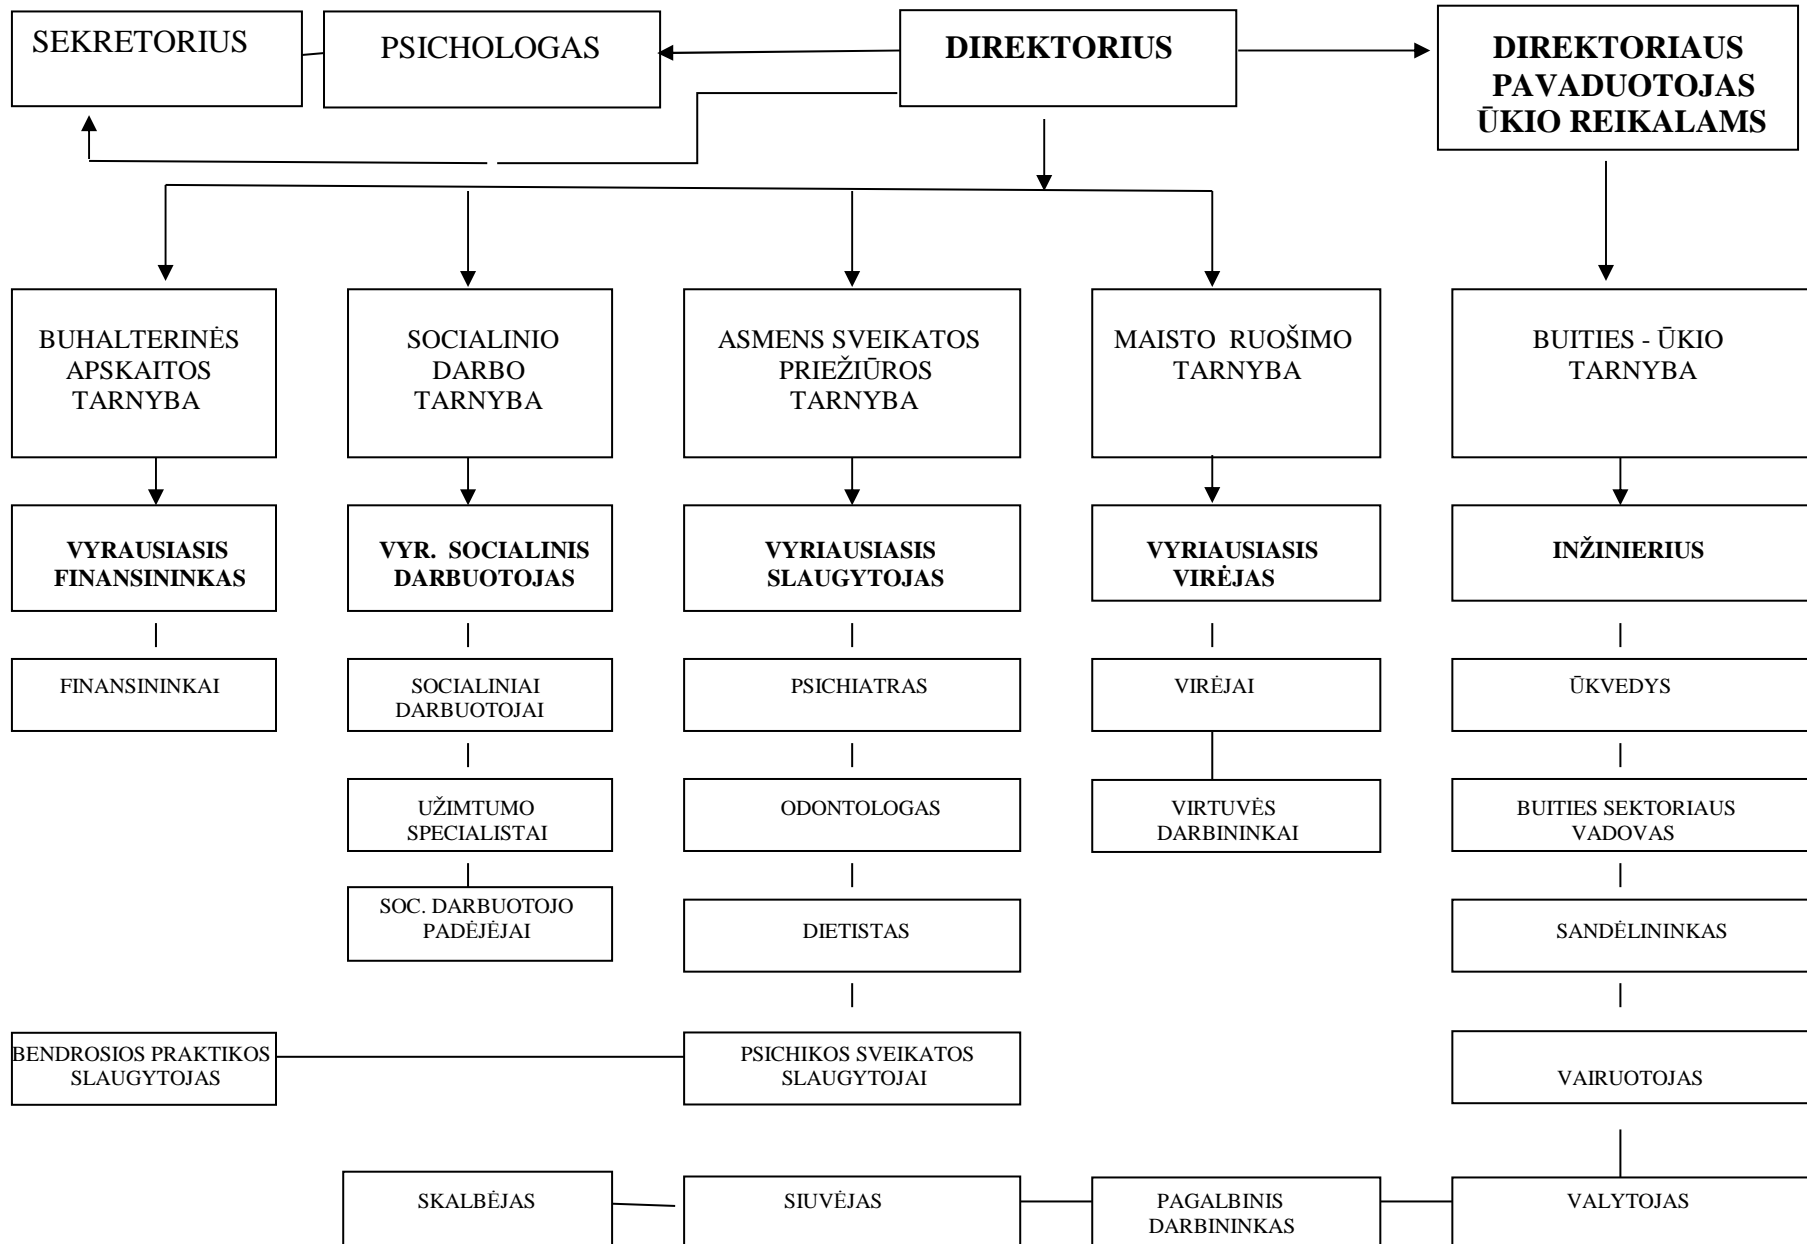 SEKRETORIUS
PSICHOLOGAS
DIREKTORIUS
DIREKTORIAUS
PAVADUOTOJAS
ŪKIO REIKALAMS
BUHALTERINĖS
APSKAITOS
TARNYBA
SOCIALINIO
DARBO
TARNYBA
ASMENS SVEIKATOS
PRIEŽIŪROS
TARNYBA
MAISTO RUOŠIMO
TARNYBA
BUITIES - ŪKIO
TARNYBA
VYRAUSIASIS
FINANSININKAS
VYR. SOCIALINIS
DARBUOTOJAS
VYRIAUSIASIS
SLAUGYTOJAS
VYRIAUSIASIS
VIRĖJAS
INŽINIERIUS
FINANSININKAI
SOCIALINIAI
DARBUOTOJAI
PSICHIATRAS
VIRĖJAI
ŪKVEDYS
UŽIMTUMO
SPECIALISTAI
ODONTOLOGAS
VIRTUVĖS
DARBININKAI
BUITIES SEKTORIAUS
VADOVAS
SOC. DARBUOTOJO
PADĖJĖJAI
DIETISTAS
SANDĖLININKAS
BENDROSIOS PRAKTIKOS
SLAUGYTOJAS
PSICHIKOS SVEIKATOS
SLAUGYTOJAI
VAIRUOTOJAS
SKALBĖJAS
SIUVĖJAS
PAGALBINIS
DARBININKAS
VALYTOJAS